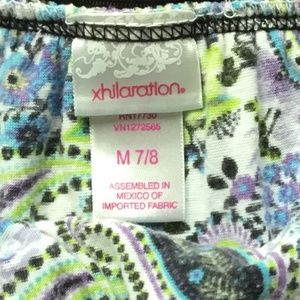 xhilaration®
RN17730
VN1272565
M 7/8
ASSEMBLED IN
MEXICO OF
IMPORTED FABRIC